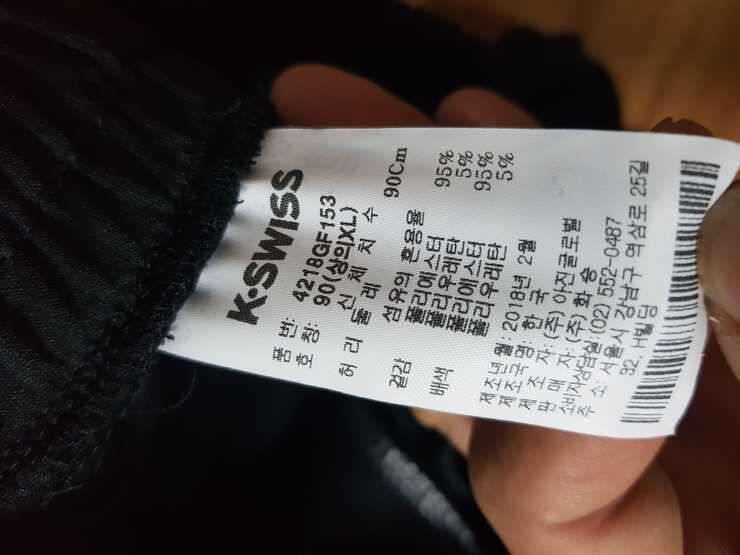 K·SWISS
품 번: 4218GF153
호 칭: 90(상의XL)
신 체 치 수
허 리 둘 레 90Cm
섬유의 혼용율
겉감 폴리에스터 95%
폴리우레탄 5%
배색 폴리에스터 95%
폴리우레탄 5%
제 조 년 월: 2018년 2월
제 조 국 명: 한 국
제 조 자: (주) 아진글로벌
판 매 자: (주) 화 승
소비자상담실 (02) 552-0487
주 소: 서울시 강남구 역삼로 25길
32, H빌딩